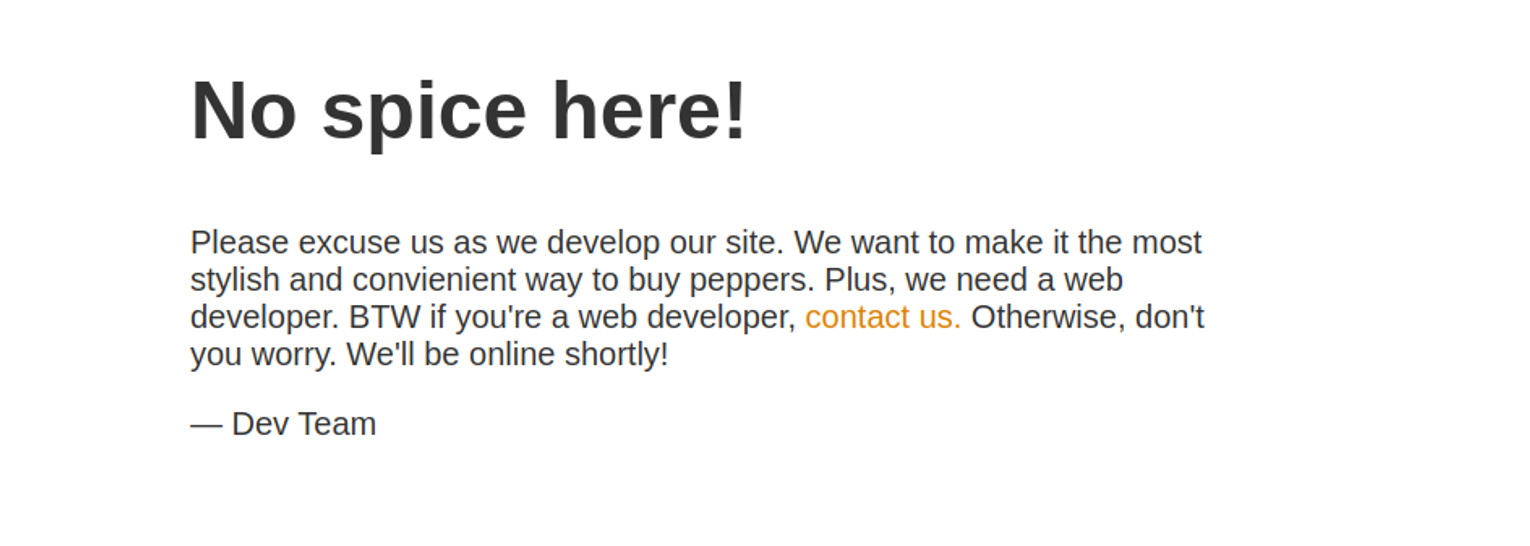 No spice here!
Please excuse us as we develop our site. We want to make it the most
stylish and convienient way to buy peppers. Plus, we need a web
developer. BTW if you're a web developer, contact us. Otherwise, don't
you worry. We'll be online shortly!
— Dev Team